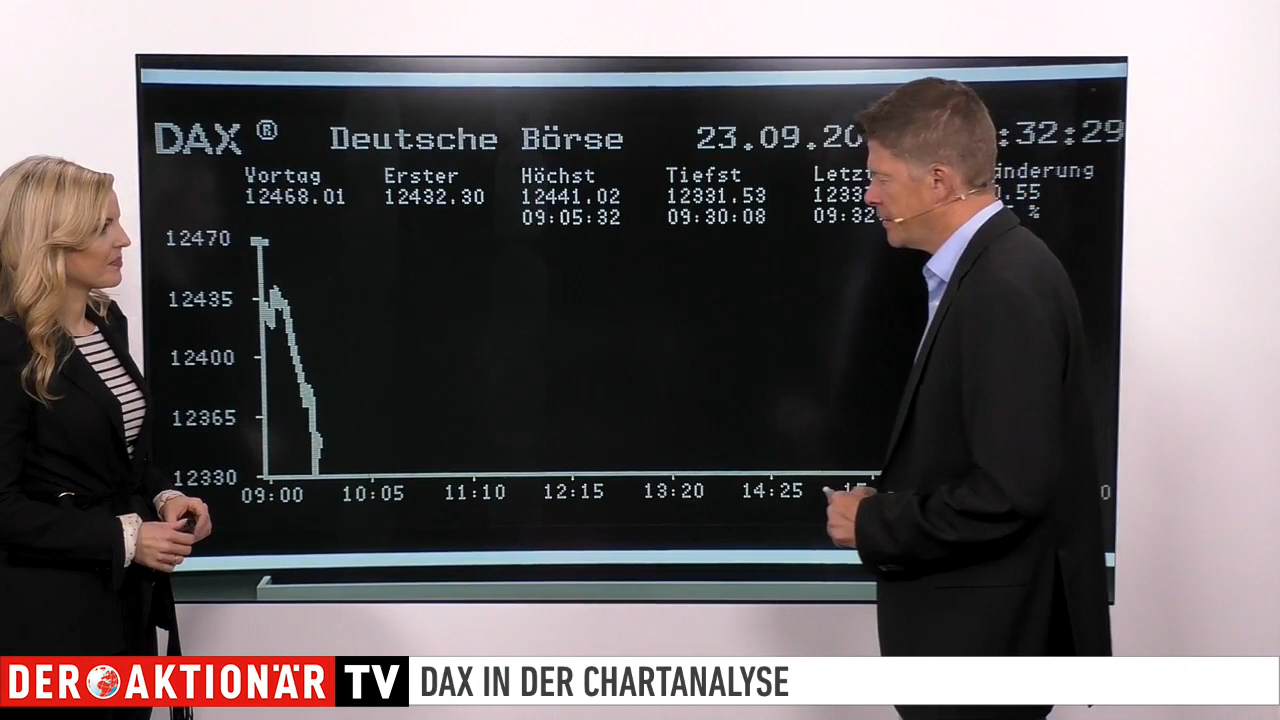 DAX ® Deutsche Börse 23.09.20 :32:29
Vortag Erster Höchst Tiefst änderung
12468.01 12432.30 12441.02 12331.53 .55
09:05:32 09:30:08 09:32 %
12470
12435
12400
12365
12330
09:00 10:05 11:10 12:15 13:20 14:25
DER AKTIONÄR TV DAX IN DER CHARTANALYSE